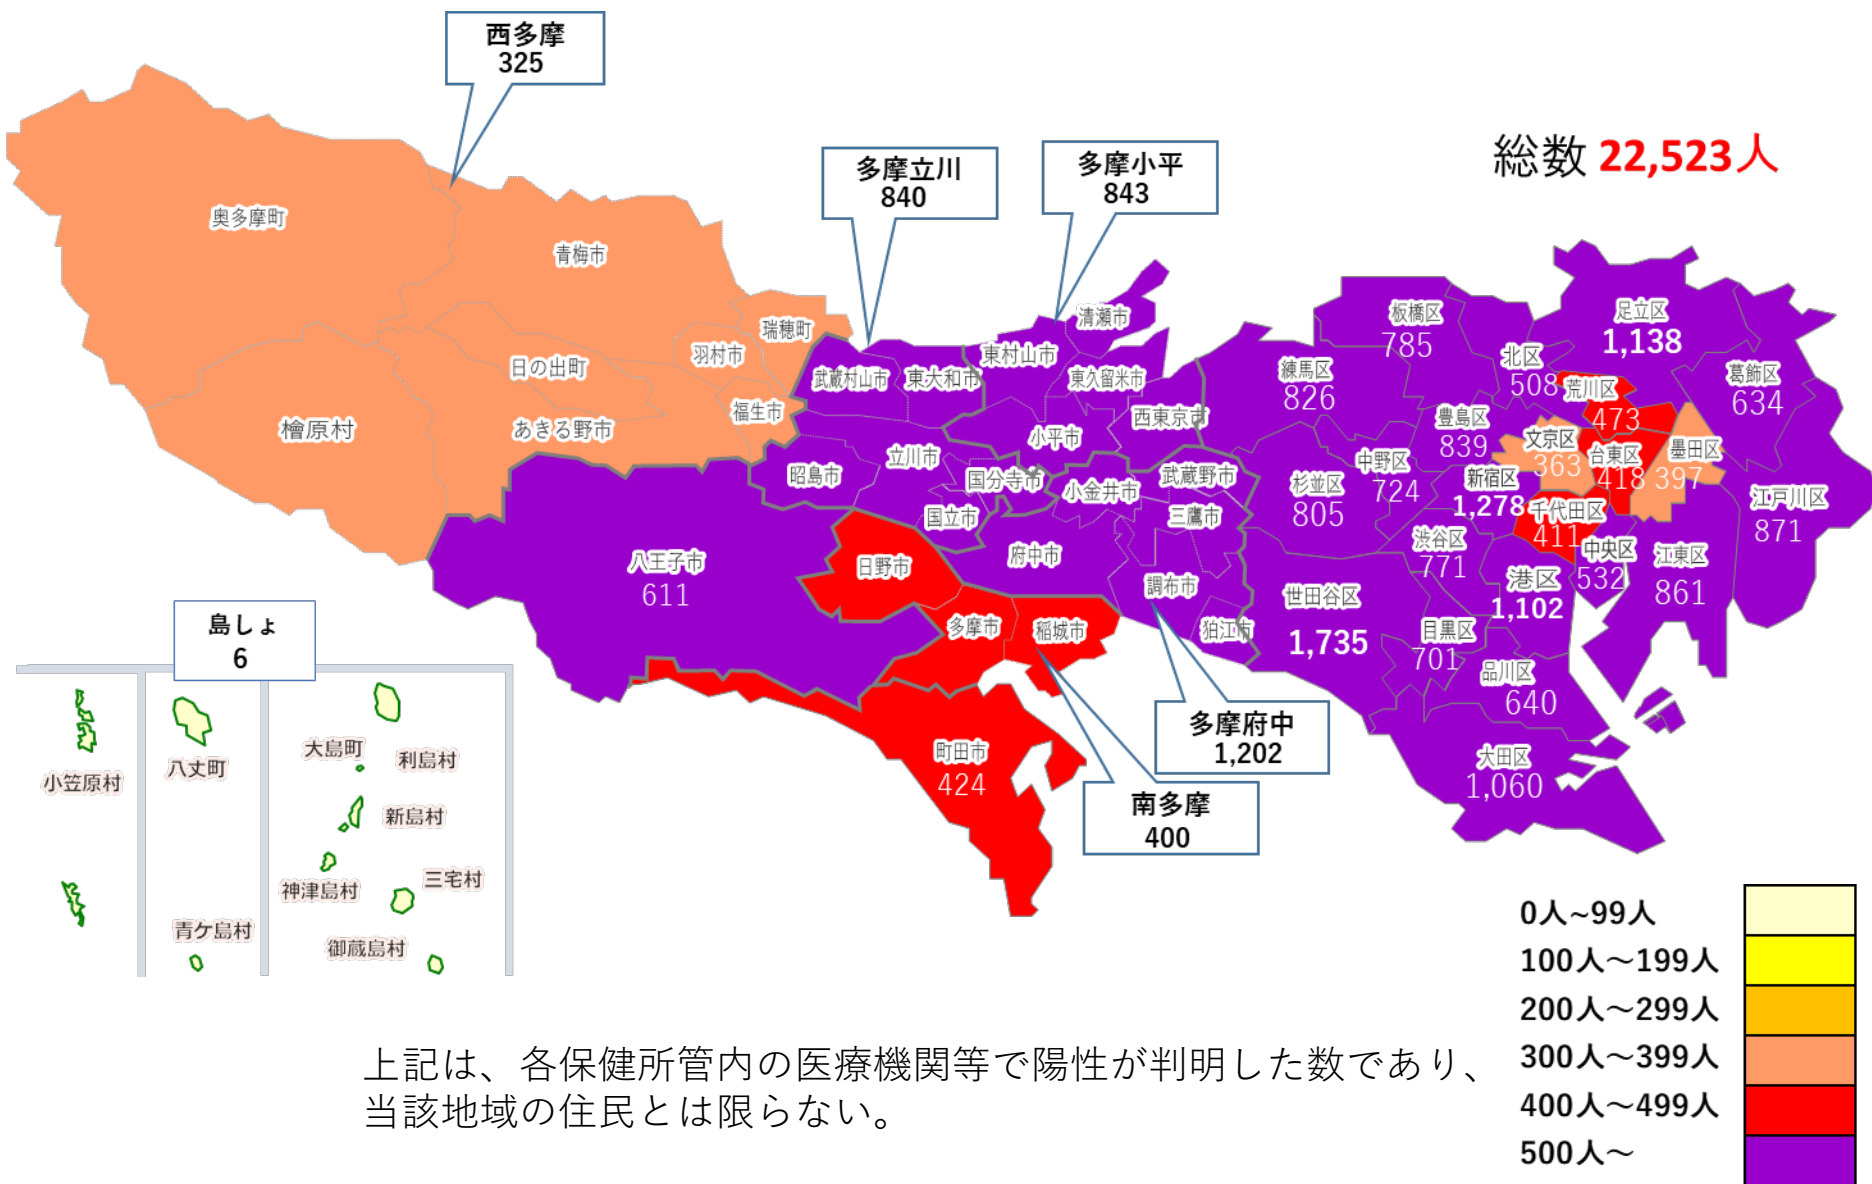 西多摩
325
多摩立川
840
多摩小平
843
総数 22,523人
奥多摩町
青梅市
瑞穂町
羽村市
日の出町
福生市
檜原村
あきる野市
清瀬市
東村山市
武蔵村山市
東大和市
東久留米市
西東京市
小平市
立川市
昭島市
国分寺市
小金井市
武蔵野市
国立市
三鷹市
府中市
調布市
狛江市
八王子市
611
日野市
多摩市
稲城市
町田市
424
多摩府中
1,202
南多摩
400
板橋区
785
足立区
1,138
北区
508
練馬区
826
荒川区
473
葛飾区
634
豊島区
839
文京区
363
台東区
418
墨田区
397
中野区
724
新宿区
1,278
杉並区
805
江戸川区
871
千代田区
411
渋谷区
771
中央区
532
江東区
861
港区
1,102
世田谷区
1,735
目黒区
701
品川区
640
大田区
1,060
島しょ
6
小笠原村
八丈町
大島町
利島村
新島村
神津島村
三宅村
青ケ島村
御蔵島村
0人~99人
100人～199人
200人～299人
300人～399人
400人～499人
500人～
上記は、各保健所管内の医療機関等で陽性が判明した数であり、
当該地域の住民とは限らない。